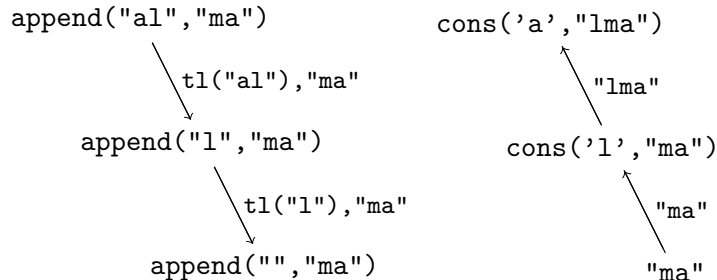 append("al","ma")
tl("al"),"ma"
append("l","ma")
tl("l"),"ma"
append("","ma")
cons('a',"lma")
"lma"
cons('l',"ma")
"ma"
"ma"